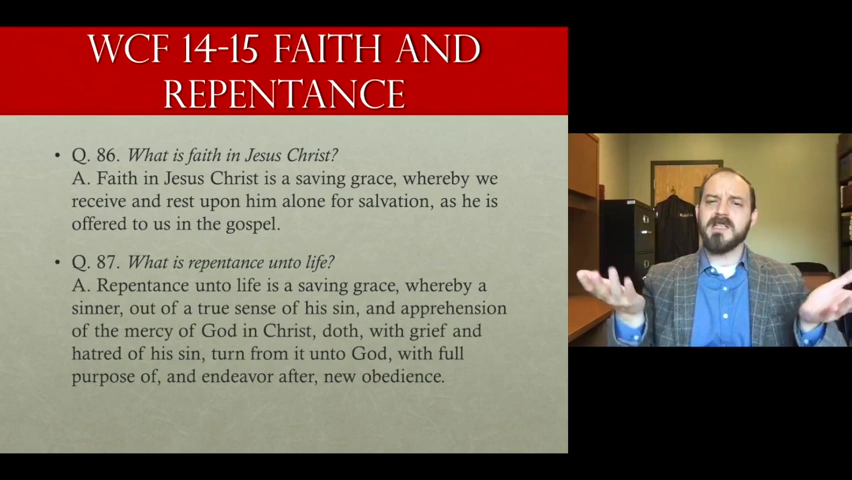 WCF 14-15 FAITH AND
REPENTANCE
• Q. 86. What is faith in Jesus Christ?
A. Faith in Jesus Christ is a saving grace, whereby we
receive and rest upon him alone for salvation, as he is
offered to us in the gospel.
• Q. 87. What is repentance unto life?
A. Repentance unto life is a saving grace, whereby a
sinner, out of a true sense of his sin, and apprehension
of the mercy of God in Christ, doth, with grief and
hatred of his sin, turn from it unto God, with full
purpose of, and endeavor after, new obedience.